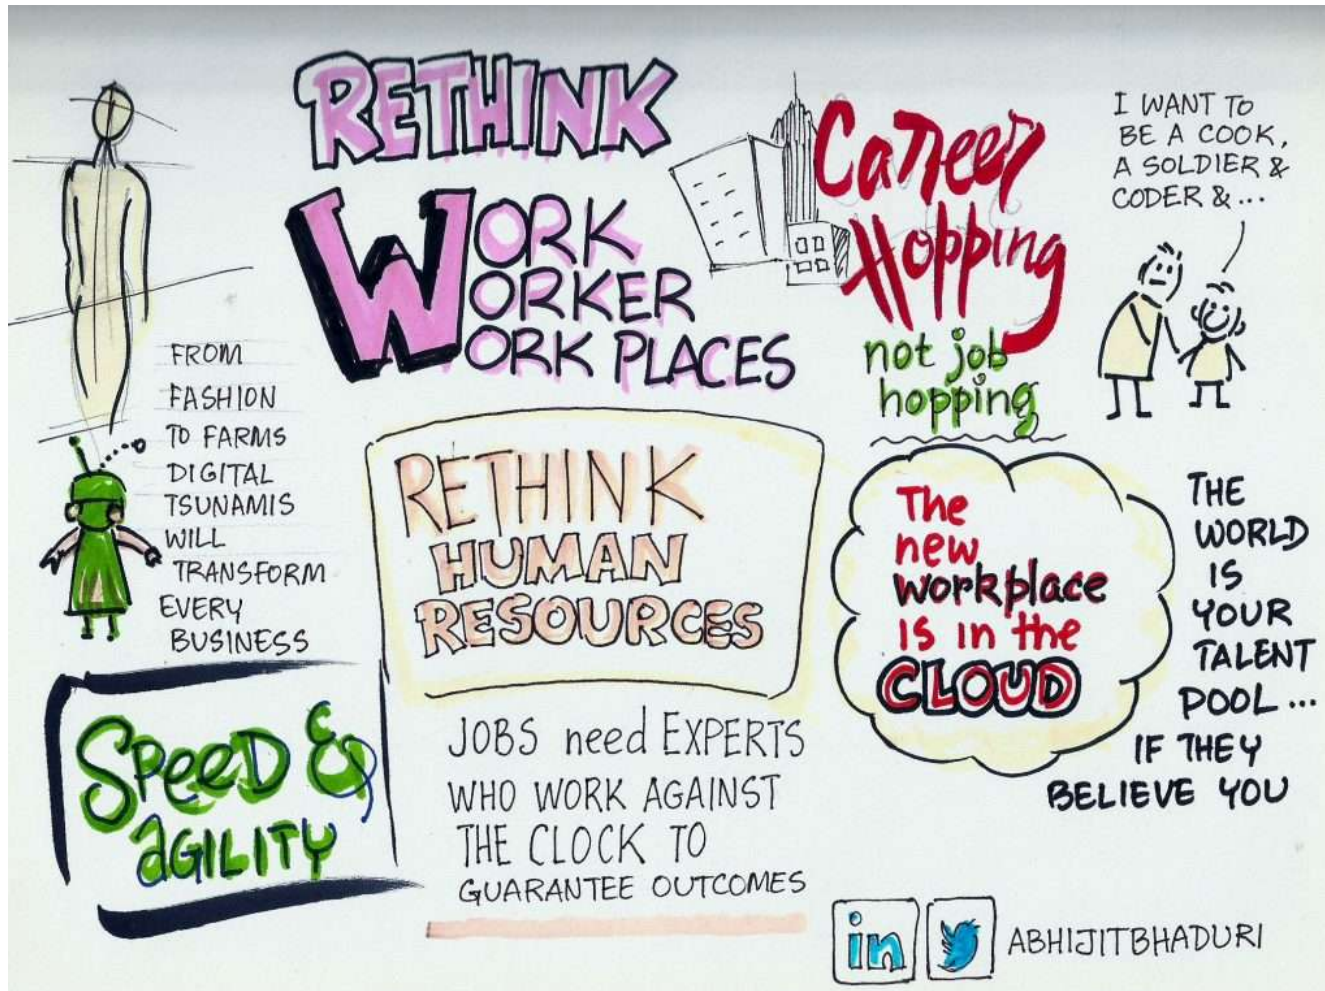 RETHINK
WORK
WORKER
WORK PLACES
Career
Hopping
not job
hopping
I WANT TO
BE A COOK,
A SOLDIER &
CODER & ...
FROM
FASHION
TO FARMS
DIGITAL
TSUNAMIS
WILL
TRANSFORM
EVERY
BUSINESS
RETHINK
HUMAN
RESOURCES
The
new
workplace
is in the
CLOUD
THE
WORLD
IS
YOUR
TALENT
POOL ...
IF THEY
BELIEVE YOU
SPEED &
AGILITY
JOBS need EXPERTS
WHO WORK AGAINST
THE CLOCK TO
GUARANTEE OUTCOMES
in ABHIJITBHADURI